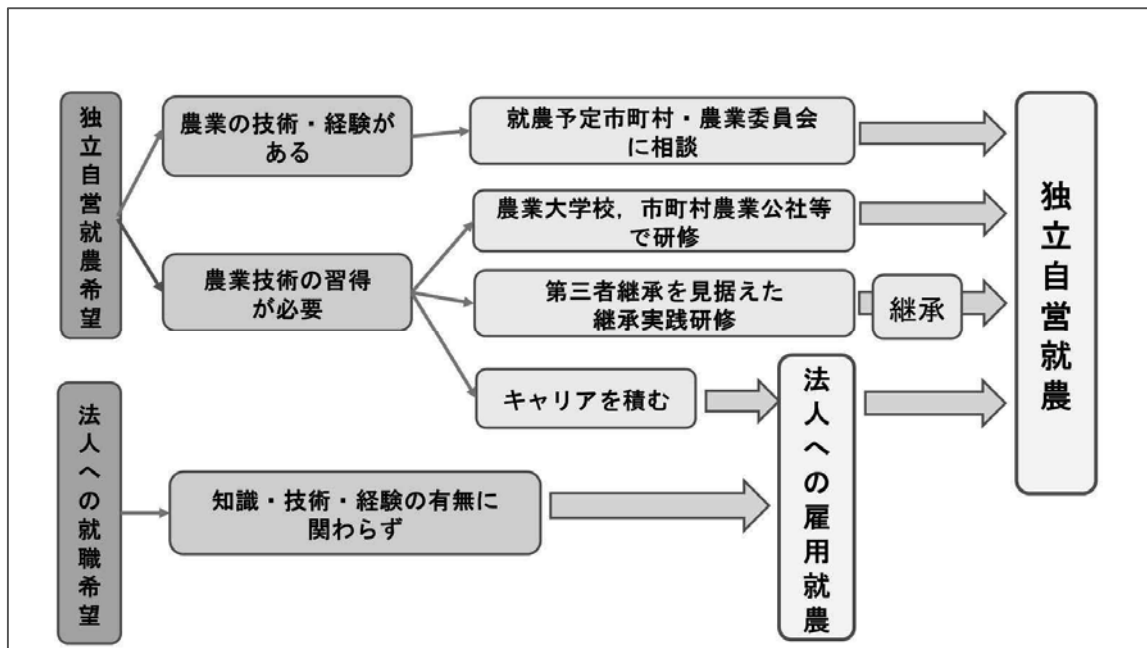 独立自営就農希望
農業の技術・経験が
ある
就農予定市町村・農業委員会
に相談
農業大学校，市町村農業公社等
で研修
農業技術の習得
が必要
第三者継承を見据えた
継承実践研修
継承
キャリアを積む
独立自営就農
法人への就職希望
知識・技術・経験の有無に
関わらず
法人への雇用就農